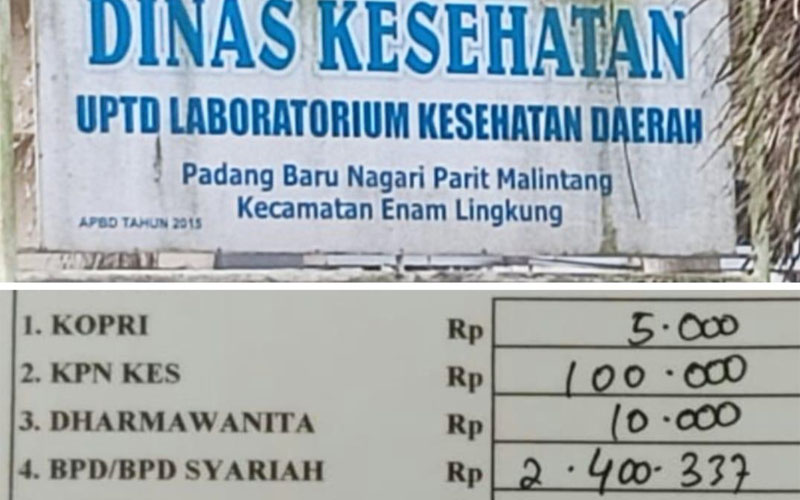 DINAS KESEHATAN
UPTD LABORATORIUM KESEHATAN DAERAH
Padang Baru Nagari Parit Malintang
Kecamatan Enam Lingkung
APBD TAHUN 2015
1. KOPRI Rp 5.000
2. KPN KES Rp 100.000
3. DHARMAWANITA Rp 10.000
4. BPD/BPD SYARIAH Rp 2.400.337